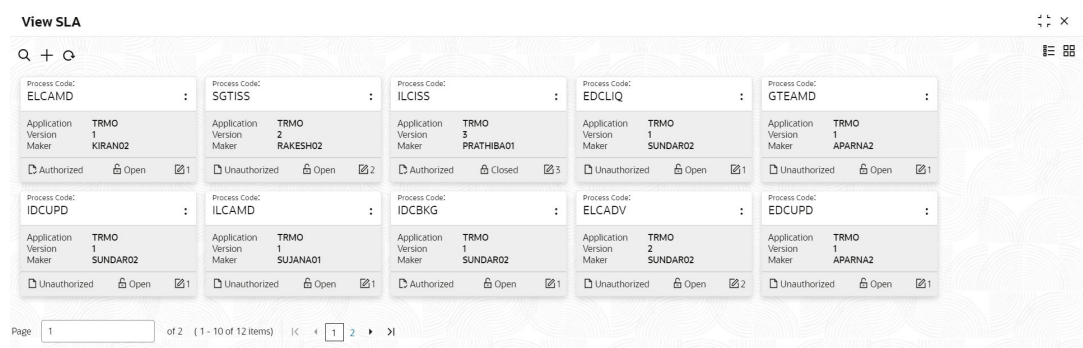 View SLA
Process Code:
ELCAMD
Application TRMO
Version 1
Maker KIRAN02
Authorized Open 1
Process Code:
SGTISS
Application TRMO
Version 2
Maker RAKESH02
Unauthorized Open 2
Process Code:
ILCISS
Application TRMO
Version 3
Maker PRATHIBA01
Authorized Closed 3
Process Code:
EDCLIQ
Application TRMO
Version 1
Maker SUNDAR02
Unauthorized Open 1
Process Code:
GTEAMD
Application TRMO
Version 1
Maker APARNA2
Unauthorized Open 1
Process Code:
IDCUPD
Application TRMO
Version 1
Maker SUNDAR02
Unauthorized Open 1
Process Code:
ILCAMD
Application TRMO
Version 1
Maker SUJANA01
Unauthorized Open 1
Process Code:
IDCBKG
Application TRMO
Version 1
Maker SUNDAR02
Authorized Open 1
Process Code:
ELCADV
Application TRMO
Version 2
Maker SUNDAR02
Unauthorized Open 2
Process Code:
EDCUPD
Application TRMO
Version 1
Maker APARNA2
Unauthorized Open 1
Page 1 of 2 (1 - 10 of 12 items) 1 2